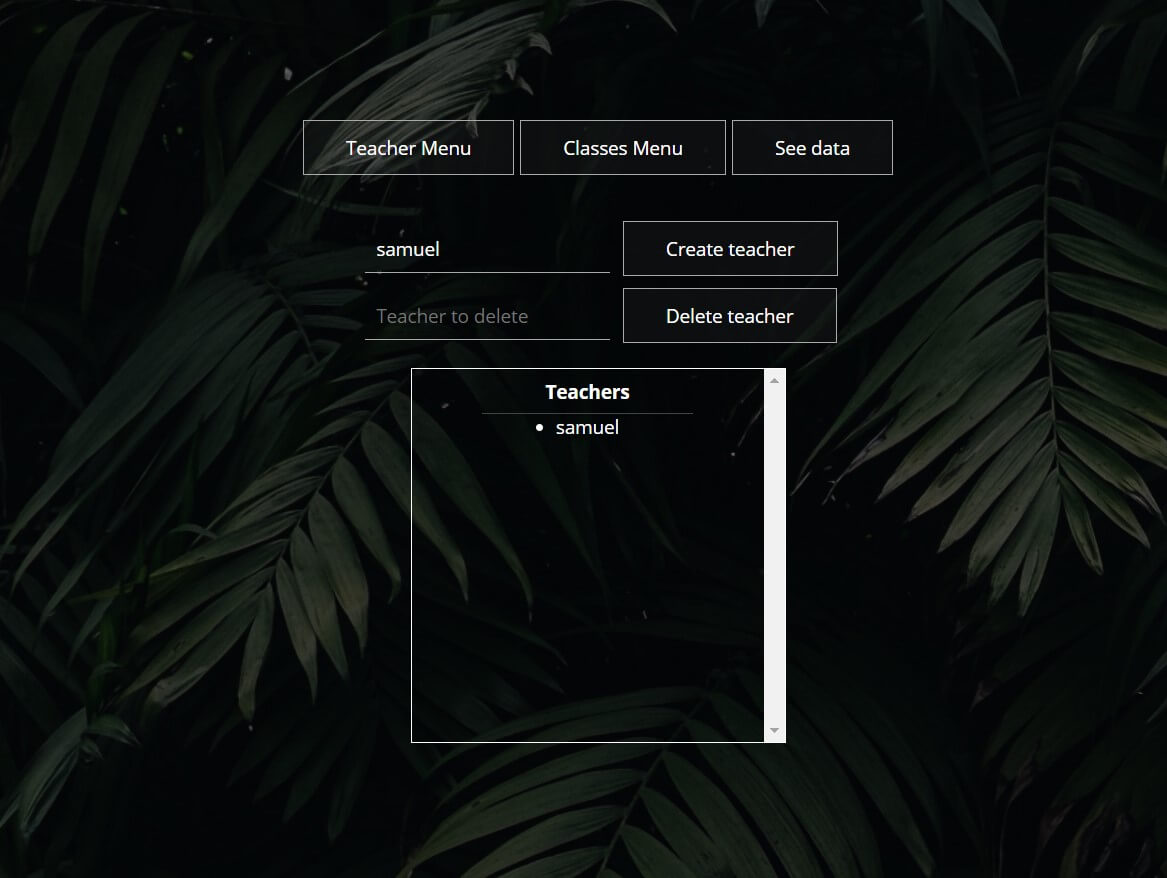 Teacher Menu Classes Menu See data
samuel Create teacher
Teacher to delete Delete teacher
Teachers
samuel